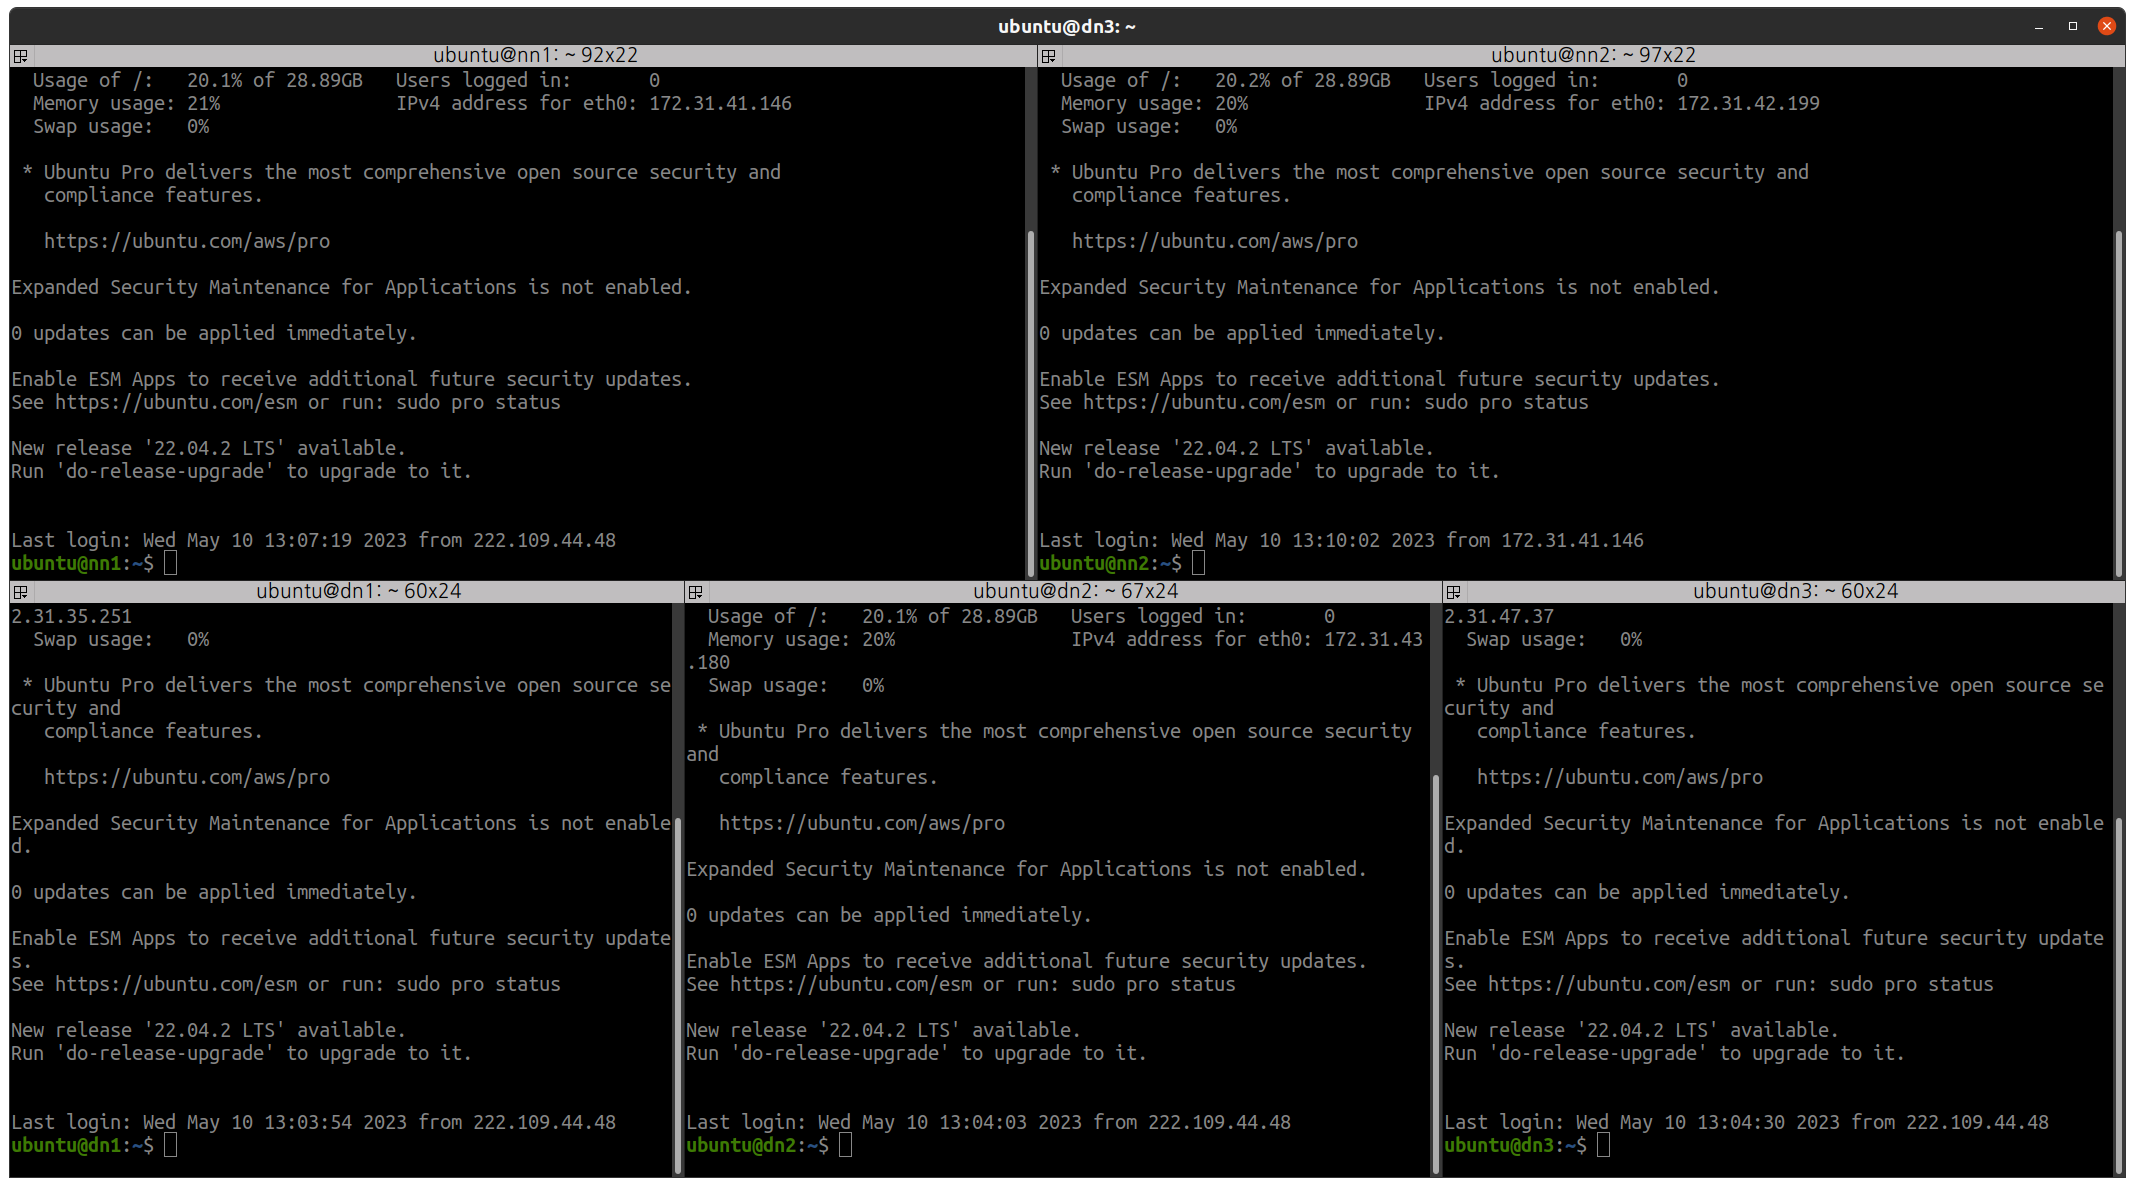 ubuntu@dn3: ~
ubuntu@nn1: ~ 92x22
Usage of /:   20.1% of 28.89GB   Users logged in:       0
Memory usage: 21%                IPv4 address for eth0: 172.31.41.146
Swap usage:   0%
* Ubuntu Pro delivers the most comprehensive open source security and
compliance features.
https://ubuntu.com/aws/pro
Expanded Security Maintenance for Applications is not enabled.
0 updates can be applied immediately.
Enable ESM Apps to receive additional future security updates.
See https://ubuntu.com/esm or run: sudo pro status
New release '22.04.2 LTS' available.
Run 'do-release-upgrade' to upgrade to it.
Last login: Wed May 10 13:07:19 2023 from 222.109.44.48
ubuntu@nn1:~$
ubuntu@nn2: ~ 97x22
Usage of /:   20.2% of 28.89GB   Users logged in:       0
Memory usage: 20%                IPv4 address for eth0: 172.31.42.199
Swap usage:   0%
* Ubuntu Pro delivers the most comprehensive open source security and
compliance features.
https://ubuntu.com/aws/pro
Expanded Security Maintenance for Applications is not enabled.
0 updates can be applied immediately.
Enable ESM Apps to receive additional future security updates.
See https://ubuntu.com/esm or run: sudo pro status
New release '22.04.2 LTS' available.
Run 'do-release-upgrade' to upgrade to it.
Last login: Wed May 10 13:10:02 2023 from 172.31.41.146
ubuntu@nn2:~$
ubuntu@dn1: ~ 60x24
2.31.35.251
Swap usage:   0%
* Ubuntu Pro delivers the most comprehensive open source se
curity and
compliance features.
https://ubuntu.com/aws/pro
Expanded Security Maintenance for Applications is not enable
d.
0 updates can be applied immediately.
Enable ESM Apps to receive additional future security update
s.
See https://ubuntu.com/esm or run: sudo pro status
New release '22.04.2 LTS' available.
Run 'do-release-upgrade' to upgrade to it.
Last login: Wed May 10 13:03:54 2023 from 222.109.44.48
ubuntu@dn1:~$
ubuntu@dn2: ~ 67x24
Usage of /:   20.1% of 28.89GB   Users logged in:       0
Memory usage: 20%                IPv4 address for eth0: 172.31.43
.180
Swap usage:   0%
* Ubuntu Pro delivers the most comprehensive open source security
and
compliance features.
https://ubuntu.com/aws/pro
Expanded Security Maintenance for Applications is not enabled.
0 updates can be applied immediately.
Enable ESM Apps to receive additional future security updates.
See https://ubuntu.com/esm or run: sudo pro status
New release '22.04.2 LTS' available.
Run 'do-release-upgrade' to upgrade to it.
Last login: Wed May 10 13:04:03 2023 from 222.109.44.48
ubuntu@dn2:~$
ubuntu@dn3: ~ 60x24
2.31.47.37
Swap usage:   0%
* Ubuntu Pro delivers the most comprehensive open source se
curity and
compliance features.
https://ubuntu.com/aws/pro
Expanded Security Maintenance for Applications is not enable
d.
0 updates can be applied immediately.
Enable ESM Apps to receive additional future security update
s.
See https://ubuntu.com/esm or run: sudo pro status
New release '22.04.2 LTS' available.
Run 'do-release-upgrade' to upgrade to it.
Last login: Wed May 10 13:04:30 2023 from 222.109.44.48
ubuntu@dn3:~$